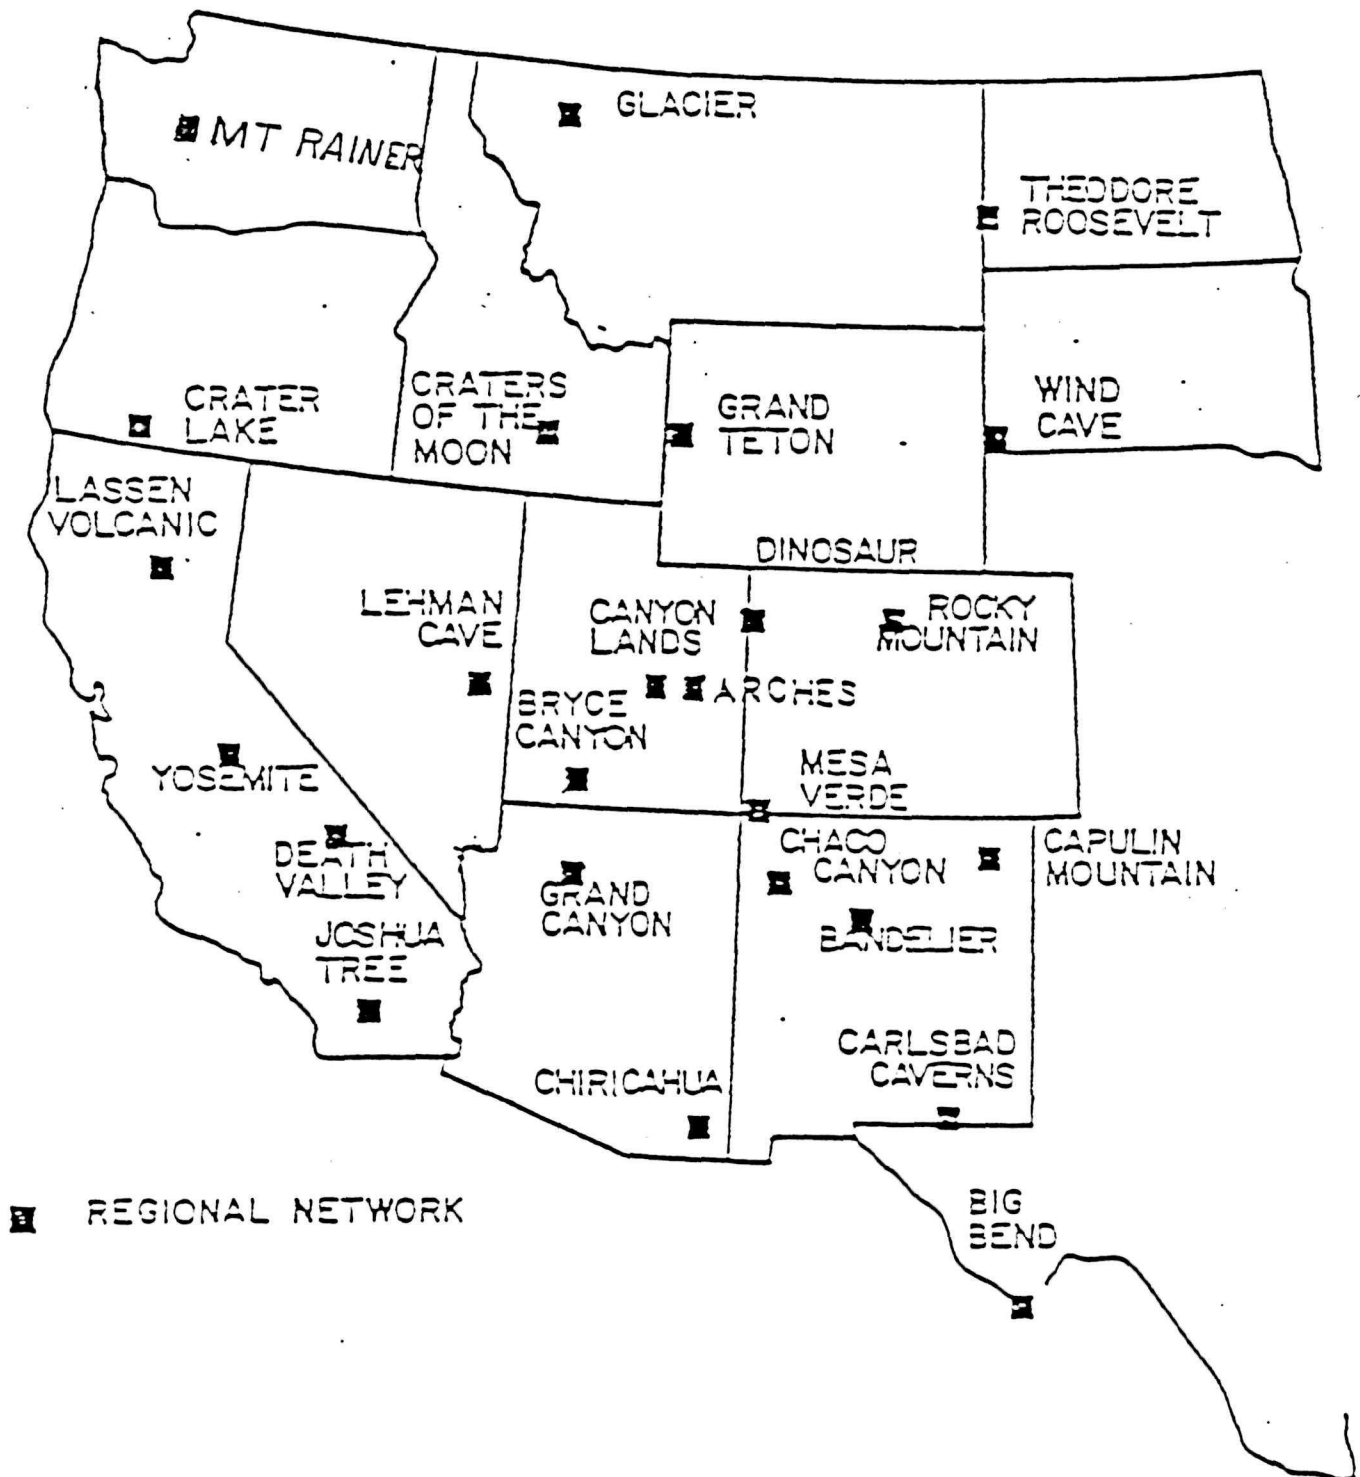 GLACIER
MT RAINER
THEODORE
ROOSEVELT
CRATER
LAKE
CRATERS
OF THE
MOON
GRAND
TETON
WIND
CAVE
LASSEN
VOLCANIC
DINOSAUR
LEHMAN
CAVE
CANYON
LANDS
ROCKY
MOUNTAIN
ARCHES
BRYCE
CANYON
YOSEMITE
MESA
VERDE
DEATH
VALLEY
CHACO
CANYON
CAPULIN
MOUNTAIN
GRAND
CANYON
BANDELIER
JOSHUA
TREE
CARLSBAD
CAVERNS
CHIRICAHUA
BIG
BEND
REGIONAL NETWORK